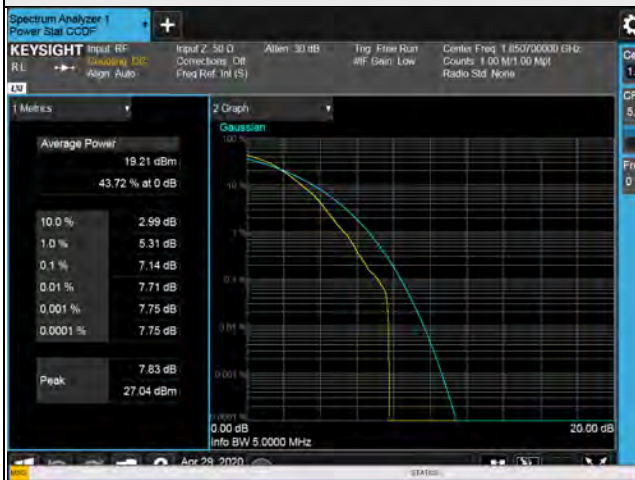 Spectrum Analyzer 1
Power Stat CCDF
KEYSIGHT Input: RF Input Z: 50 Ω Atten: 30 dB Trig: Free Run Center Freq: 1.850700000 GHz
RL Coupling: DC Corrections: Off #IF Gain: Low Counts: 1.00 M/1.00 Mpt
Align: Auto Freq Ref: Int (S) Radio Std: None
LXI
1 Metrics
2 Graph
Gaussian
Average Power
19.21 dBm
43.72 % at 0 dB
10.0 % 2.99 dB
1.0 % 5.31 dB
0.1 % 7.14 dB
0.01 % 7.71 dB
0.001 % 7.75 dB
0.0001 % 7.75 dB
Peak 7.83 dB
27.04 dBm
100 %
10 %
1 %
0.1 %
0.01 %
0.001 %
0.0001 %
0.00 dB 20.00 dB
Info BW 5.0000 MHz
Apr 29, 2020
MSG STATUS